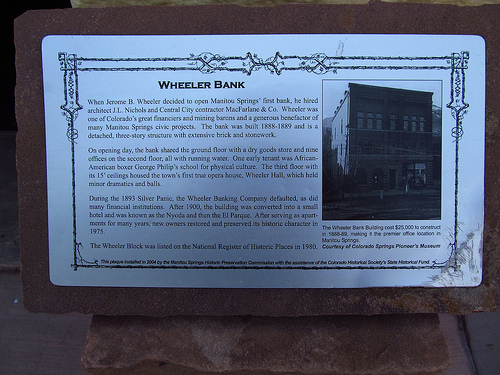 WHEELER BANK
When Jerome B. Wheeler decided to open Manitou Springs' first bank, he hired
architect J.L. Nichols and Central City contractor MacFarlane & Co. Wheeler was
one of Colorado's great financiers and mining barons and a generous benefactor of
many Manitou Springs civic projects. The bank was built 1888-1889 and is a
detached, three-story structure with extensive brick and stonework.
On opening day, the bank shared the ground floor with a dry goods store and nine
offices on the second floor, all with running water. One early tenant was African-
American boxer George Philip's school for physical culture. The third floor with
its 15' ceilings housed the town's first true opera house, Wheeler Hall, which held
minor dramatics and balls.
During the 1893 Silver Panic, the Wheeler Banking Company defaulted, as did
many financial institutions. After 1900, the building was converted into a small
hotel and was known as the Nyoda and then the El Parque. After serving as apart-
ments for many years, new owners restored and preserved its historic character in
1975.
The Wheeler Block was listed on the National Register of Historic Places in 1980.
The Wheeler Bank Building cost $25,000 to construct
in 1888-89, making it the premier office location in
Manitou Springs.
Courtesy of Colorado Springs Pioneer's Museum
This plaque installed in 2004 by the Manitou Springs Historic Preservation Commission with the assistance of the Colorado Historical Society's State Historical Fund.